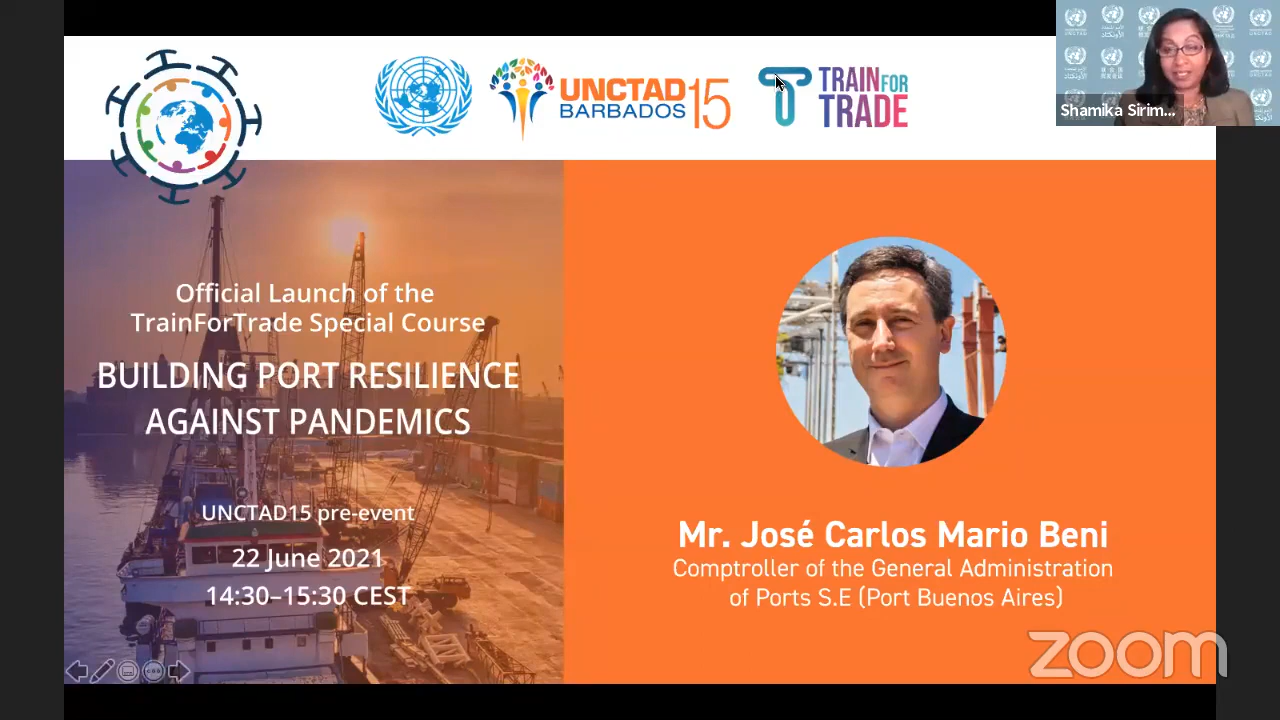 UNCTAD
BARBADOS
15
TRAIN FOR
TRADE
Shamika Sirim...
Official Launch of the
TrainForTrade Special Course
BUILDING PORT RESILIENCE
AGAINST PANDEMICS
UNCTAD15 pre-event
22 June 2021
14:30–15:30 CEST
Mr. José Carlos Mario Beni
Comptroller of the General Administration
of Ports S.E (Port Buenos Aires)
zoom